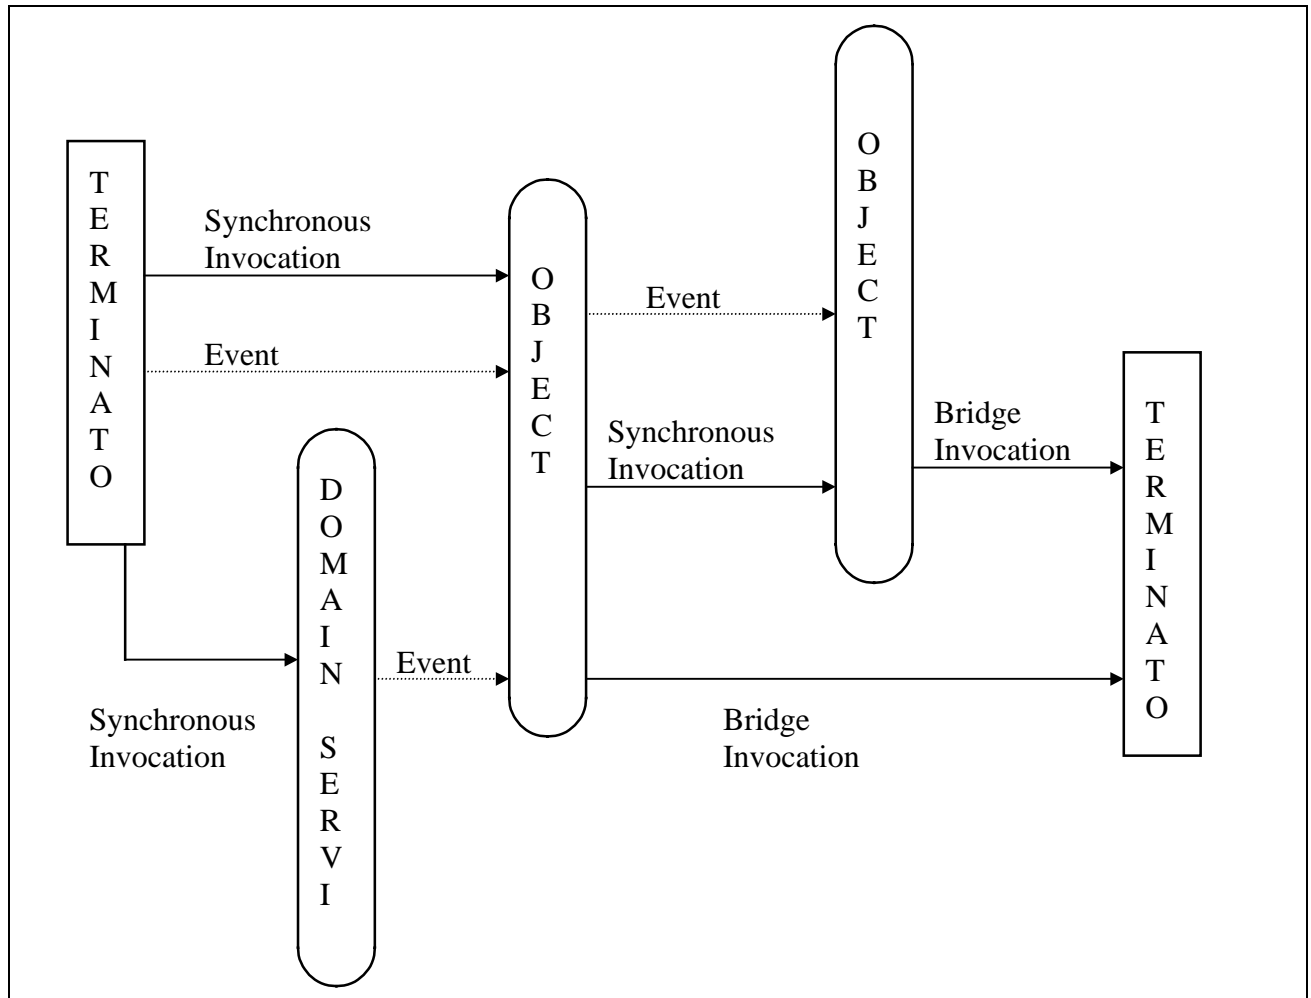 TERMINATO
Synchronous
Invocation
Event
DOMAIN SERVI
Synchronous
Invocation
Event
OBJECT
Event
Synchronous
Invocation
OBJECT
Bridge
Invocation
Bridge
Invocation
TERMINATO